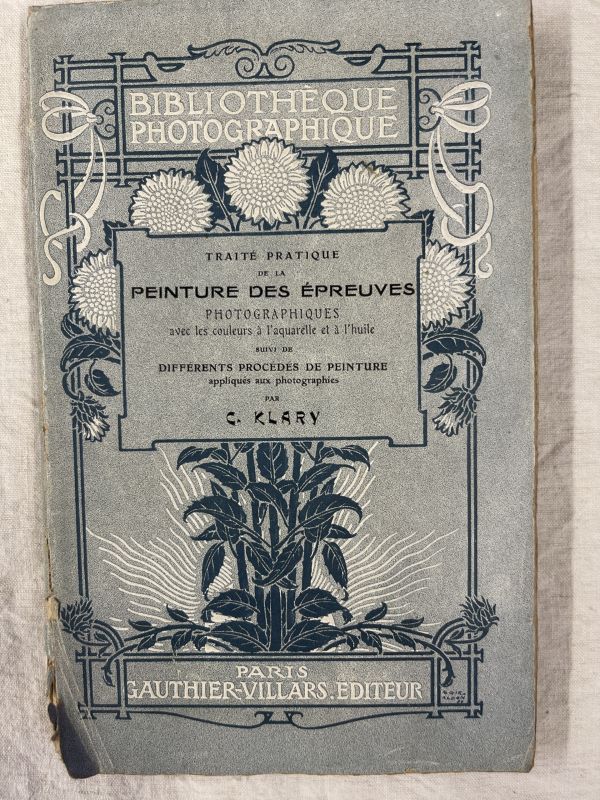 BIBLIOTHÈQUE
PHOTOGRAPHIQUE
TRAITÉ PRATIQUE
DE LA
PEINTURE DES ÉPREUVES
PHOTOGRAPHIQUES
avec les couleurs à l'aquarelle et à l'huile
SUIVI DE
DIFFÉRENTS PROCÉDÉS DE PEINTURE
appliqués aux photographies
PAR
C. KLARY
PARIS
GAUTHIER-VILLARS. EDITEUR